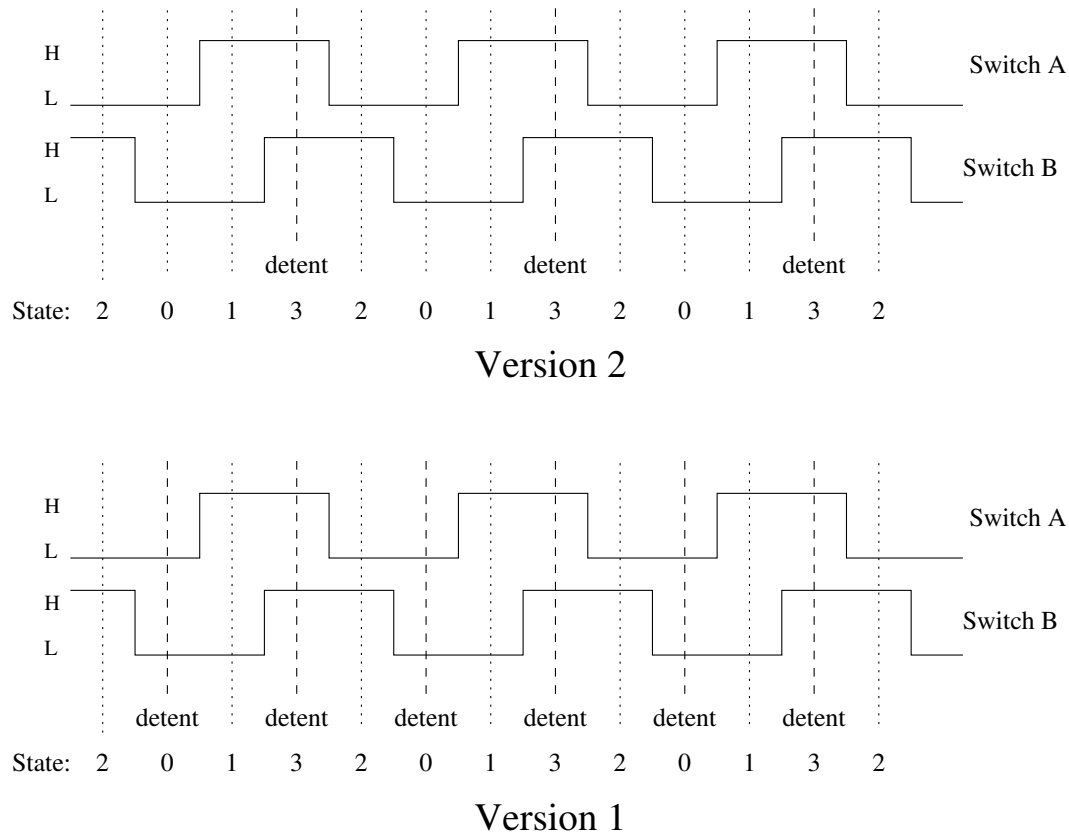 H
Switch A
L
H
Switch B
L
detent detent detent
State: 2 0 1 3 2 0 1 3 2 0 1 3 2
Version 2
H
Switch A
L
H
Switch B
L
detent detent detent detent detent detent
State: 2 0 1 3 2 0 1 3 2 0 1 3 2
Version 1